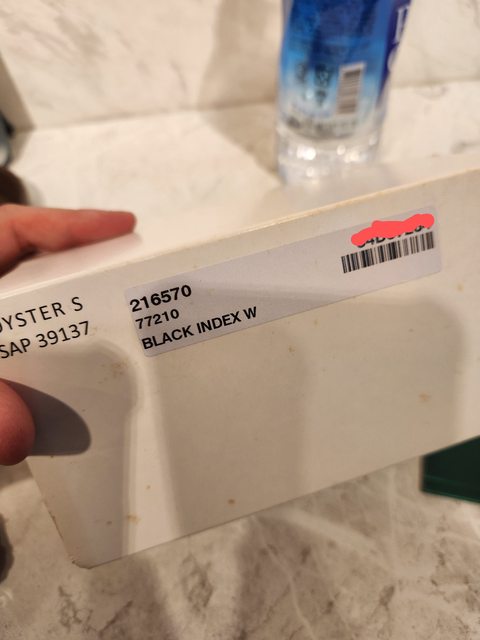 OYSTER S
SAP 39137
216570
77210
BLACK INDEX W